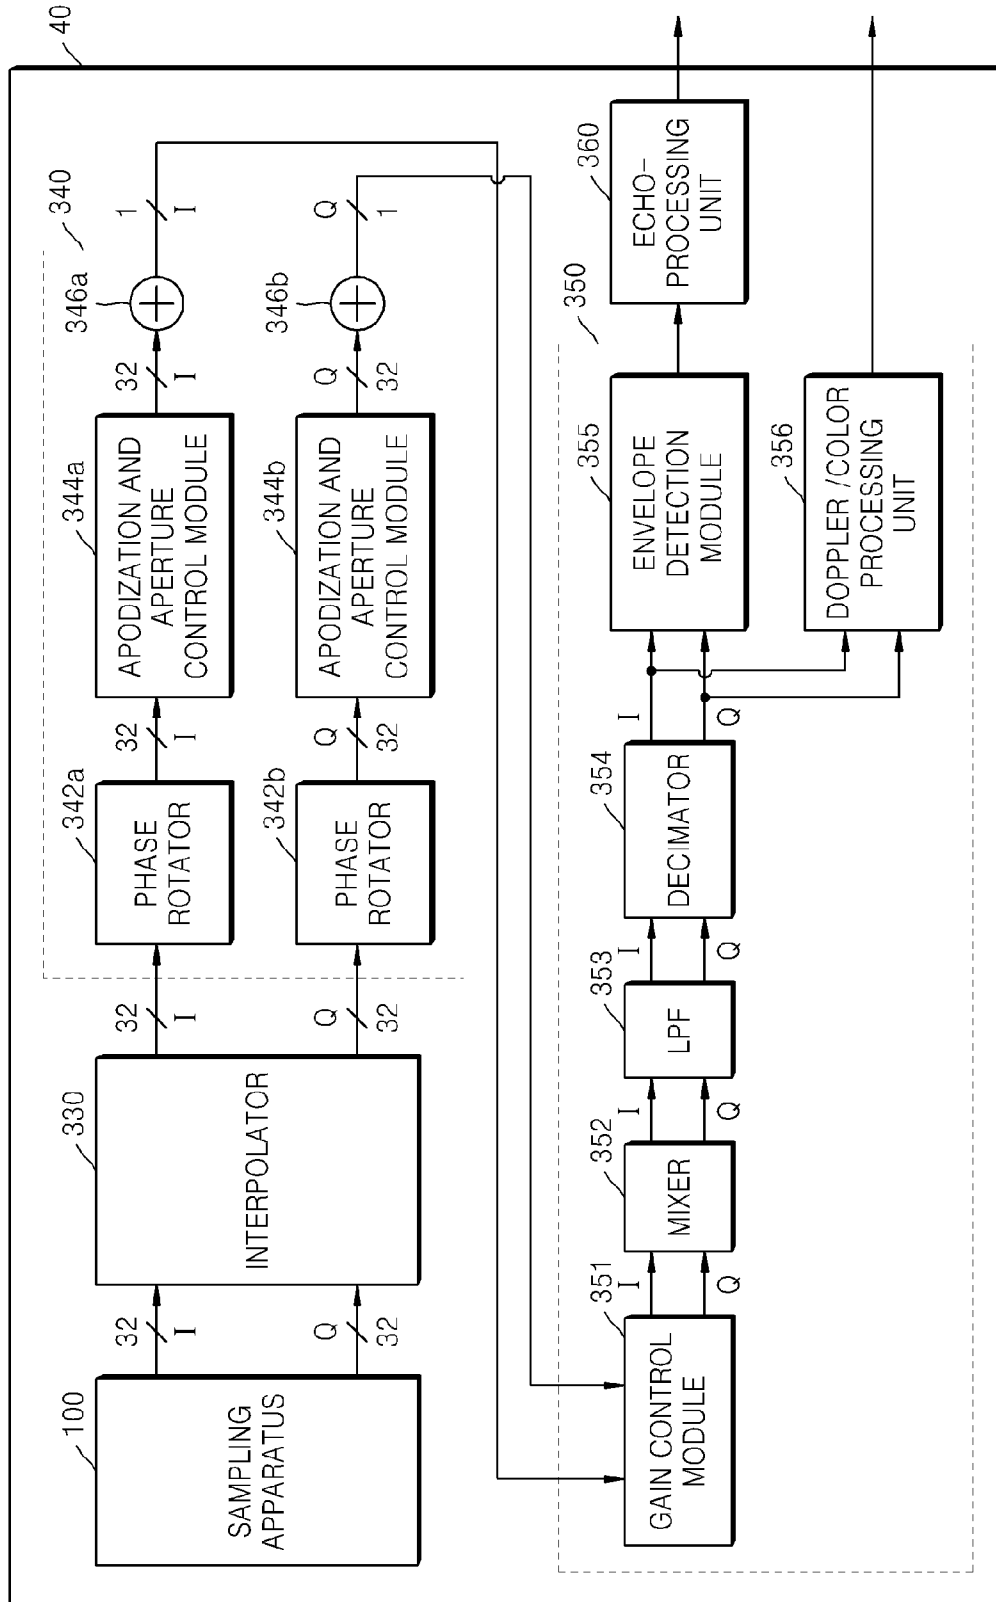 40
100
SAMPLING
APPARATUS
32
I
Q
32
330
INTERPOLATOR
32
I
Q
32
340
342a
PHASE
ROTATOR
32
I
344a
APODIZATION AND
APERTURE
CONTROL MODULE
32
I
346a
1
I
342b
PHASE
ROTATOR
Q
32
344b
APODIZATION AND
APERTURE
CONTROL MODULE
Q
32
346b
Q
1
350
351
GAIN CONTROL
MODULE
I
Q
352
MIXER
I
Q
353
LPF
I
Q
354
DECIMATOR
I
Q
355
ENVELOPE
DETECTION
MODULE
356
DOPPLER /COLOR
PROCESSING
UNIT
360
ECHO-
PROCESSING
UNIT